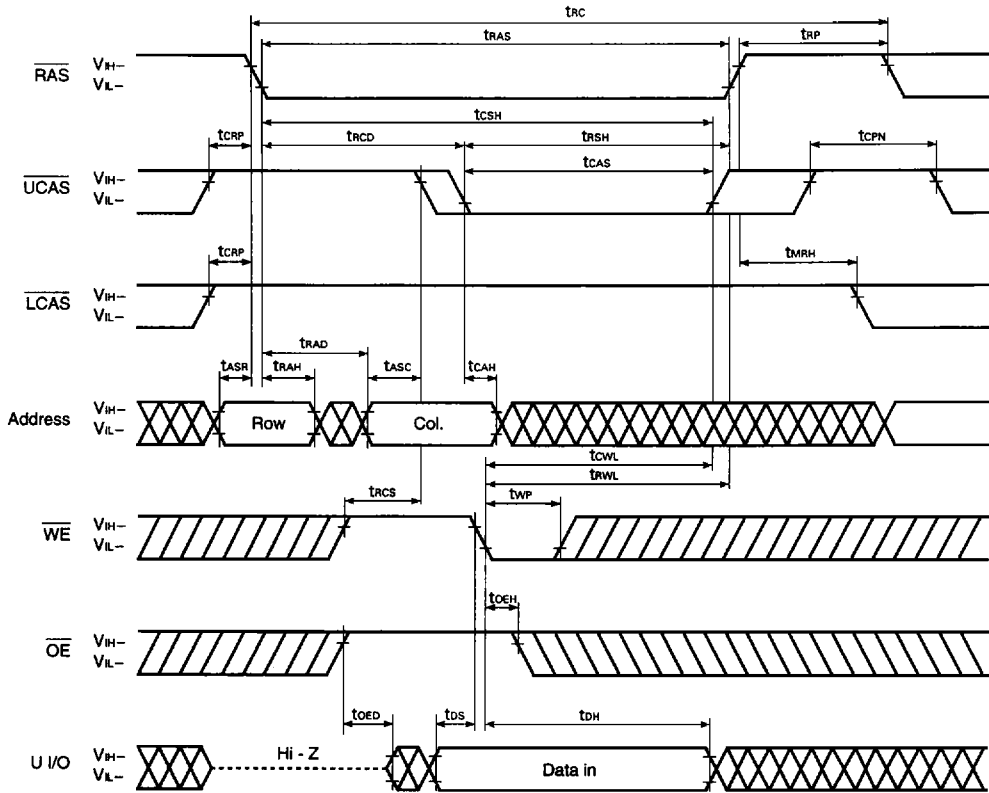 tRC
tRAS
tRP
RAS
VIH–
VIL–
tCSH
tCRP
tRCD
tRSH
tCPN
tCAS
UCAS
VIH–
VIL–
tCRP
tMRH
LCAS
VIH–
VIL–
tRAD
tASR
tRAH
tASC
tCAH
Address
VIH–
VIL–
Row
Col.
tCWL
tRWL
tRCS
tWP
WE
VIH–
VIL–
tOEH
OE
VIH–
VIL–
tOED
tDS
tDH
U I/O
VIH–
VIL–
Hi - Z
Data in